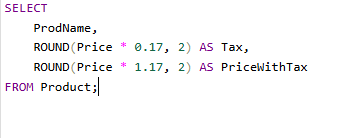 SELECT
    ProdName,
    ROUND(Price * 0.17, 2) AS Tax,
    ROUND(Price * 1.17, 2) AS PriceWithTax
FROM Product;